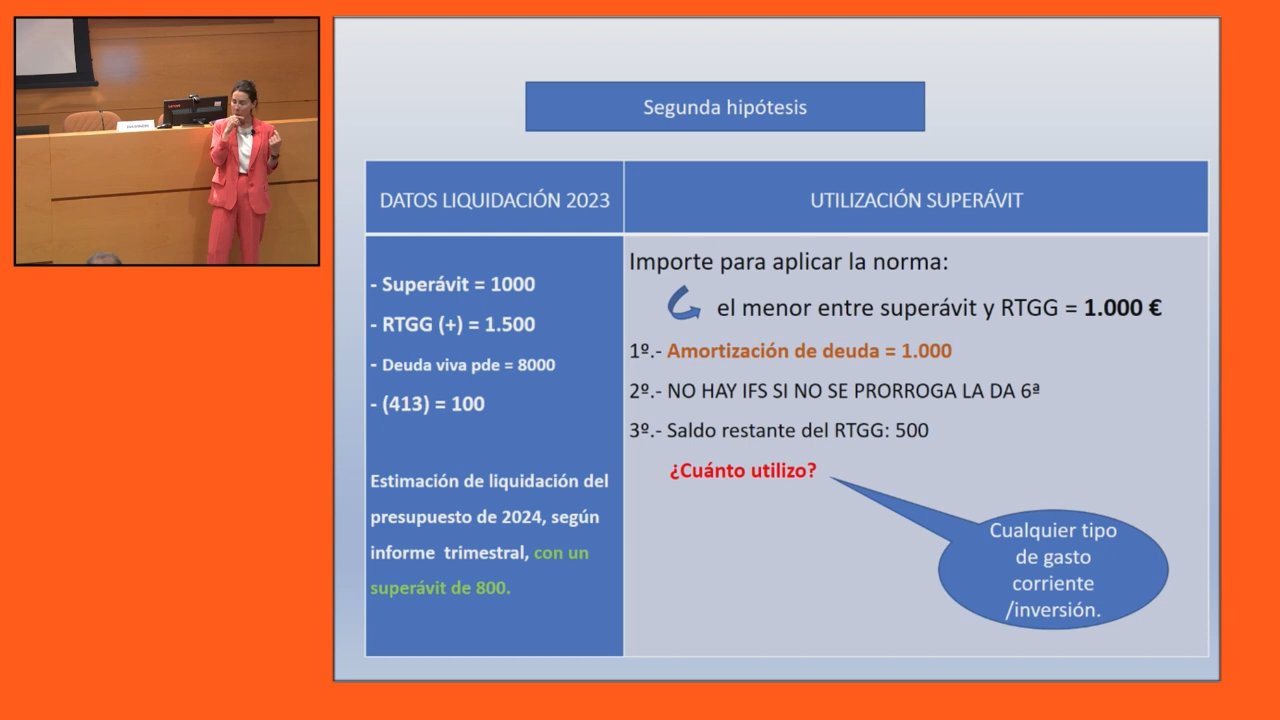 Segunda hipótesis
DATOS LIQUIDACIÓN 2023
UTILIZACIÓN SUPERÁVIT
- Superávit = 1000
- RTGG (+) = 1.500
- Deuda viva pde = 8000
- (413) = 100
Estimación de liquidación del
presupuesto de 2024, según
informe trimestral, con un
superávit de 800.
Importe para aplicar la norma:
el menor entre superávit y RTGG = 1.000 €
1º.- Amortización de deuda = 1.000
2º.- NO HAY IFS SI NO SE PRORROGA LA DA 6ª
3º.- Saldo restante del RTGG: 500
¿Cuánto utilizo?
Cualquier tipo
de gasto
corriente
/inversión.